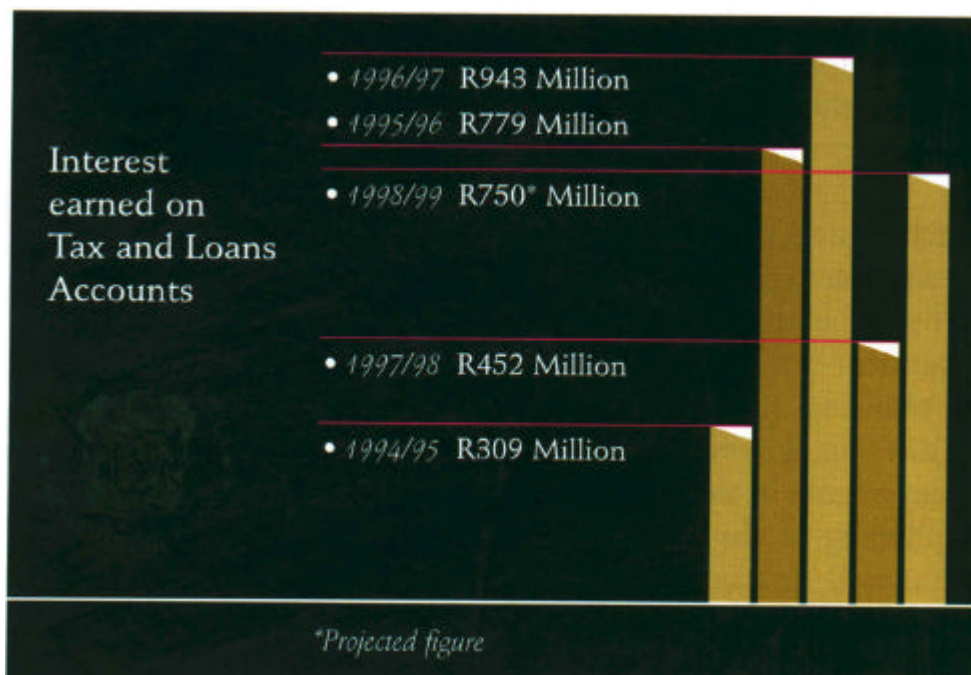 • 1996/97 R943 Million
• 1995/96 R779 Million
Interest
earned on
Tax and Loans
Accounts
• 1998/99 R750* Million
• 1997/98 R452 Million
• 1994/95 R309 Million
*Projected figure